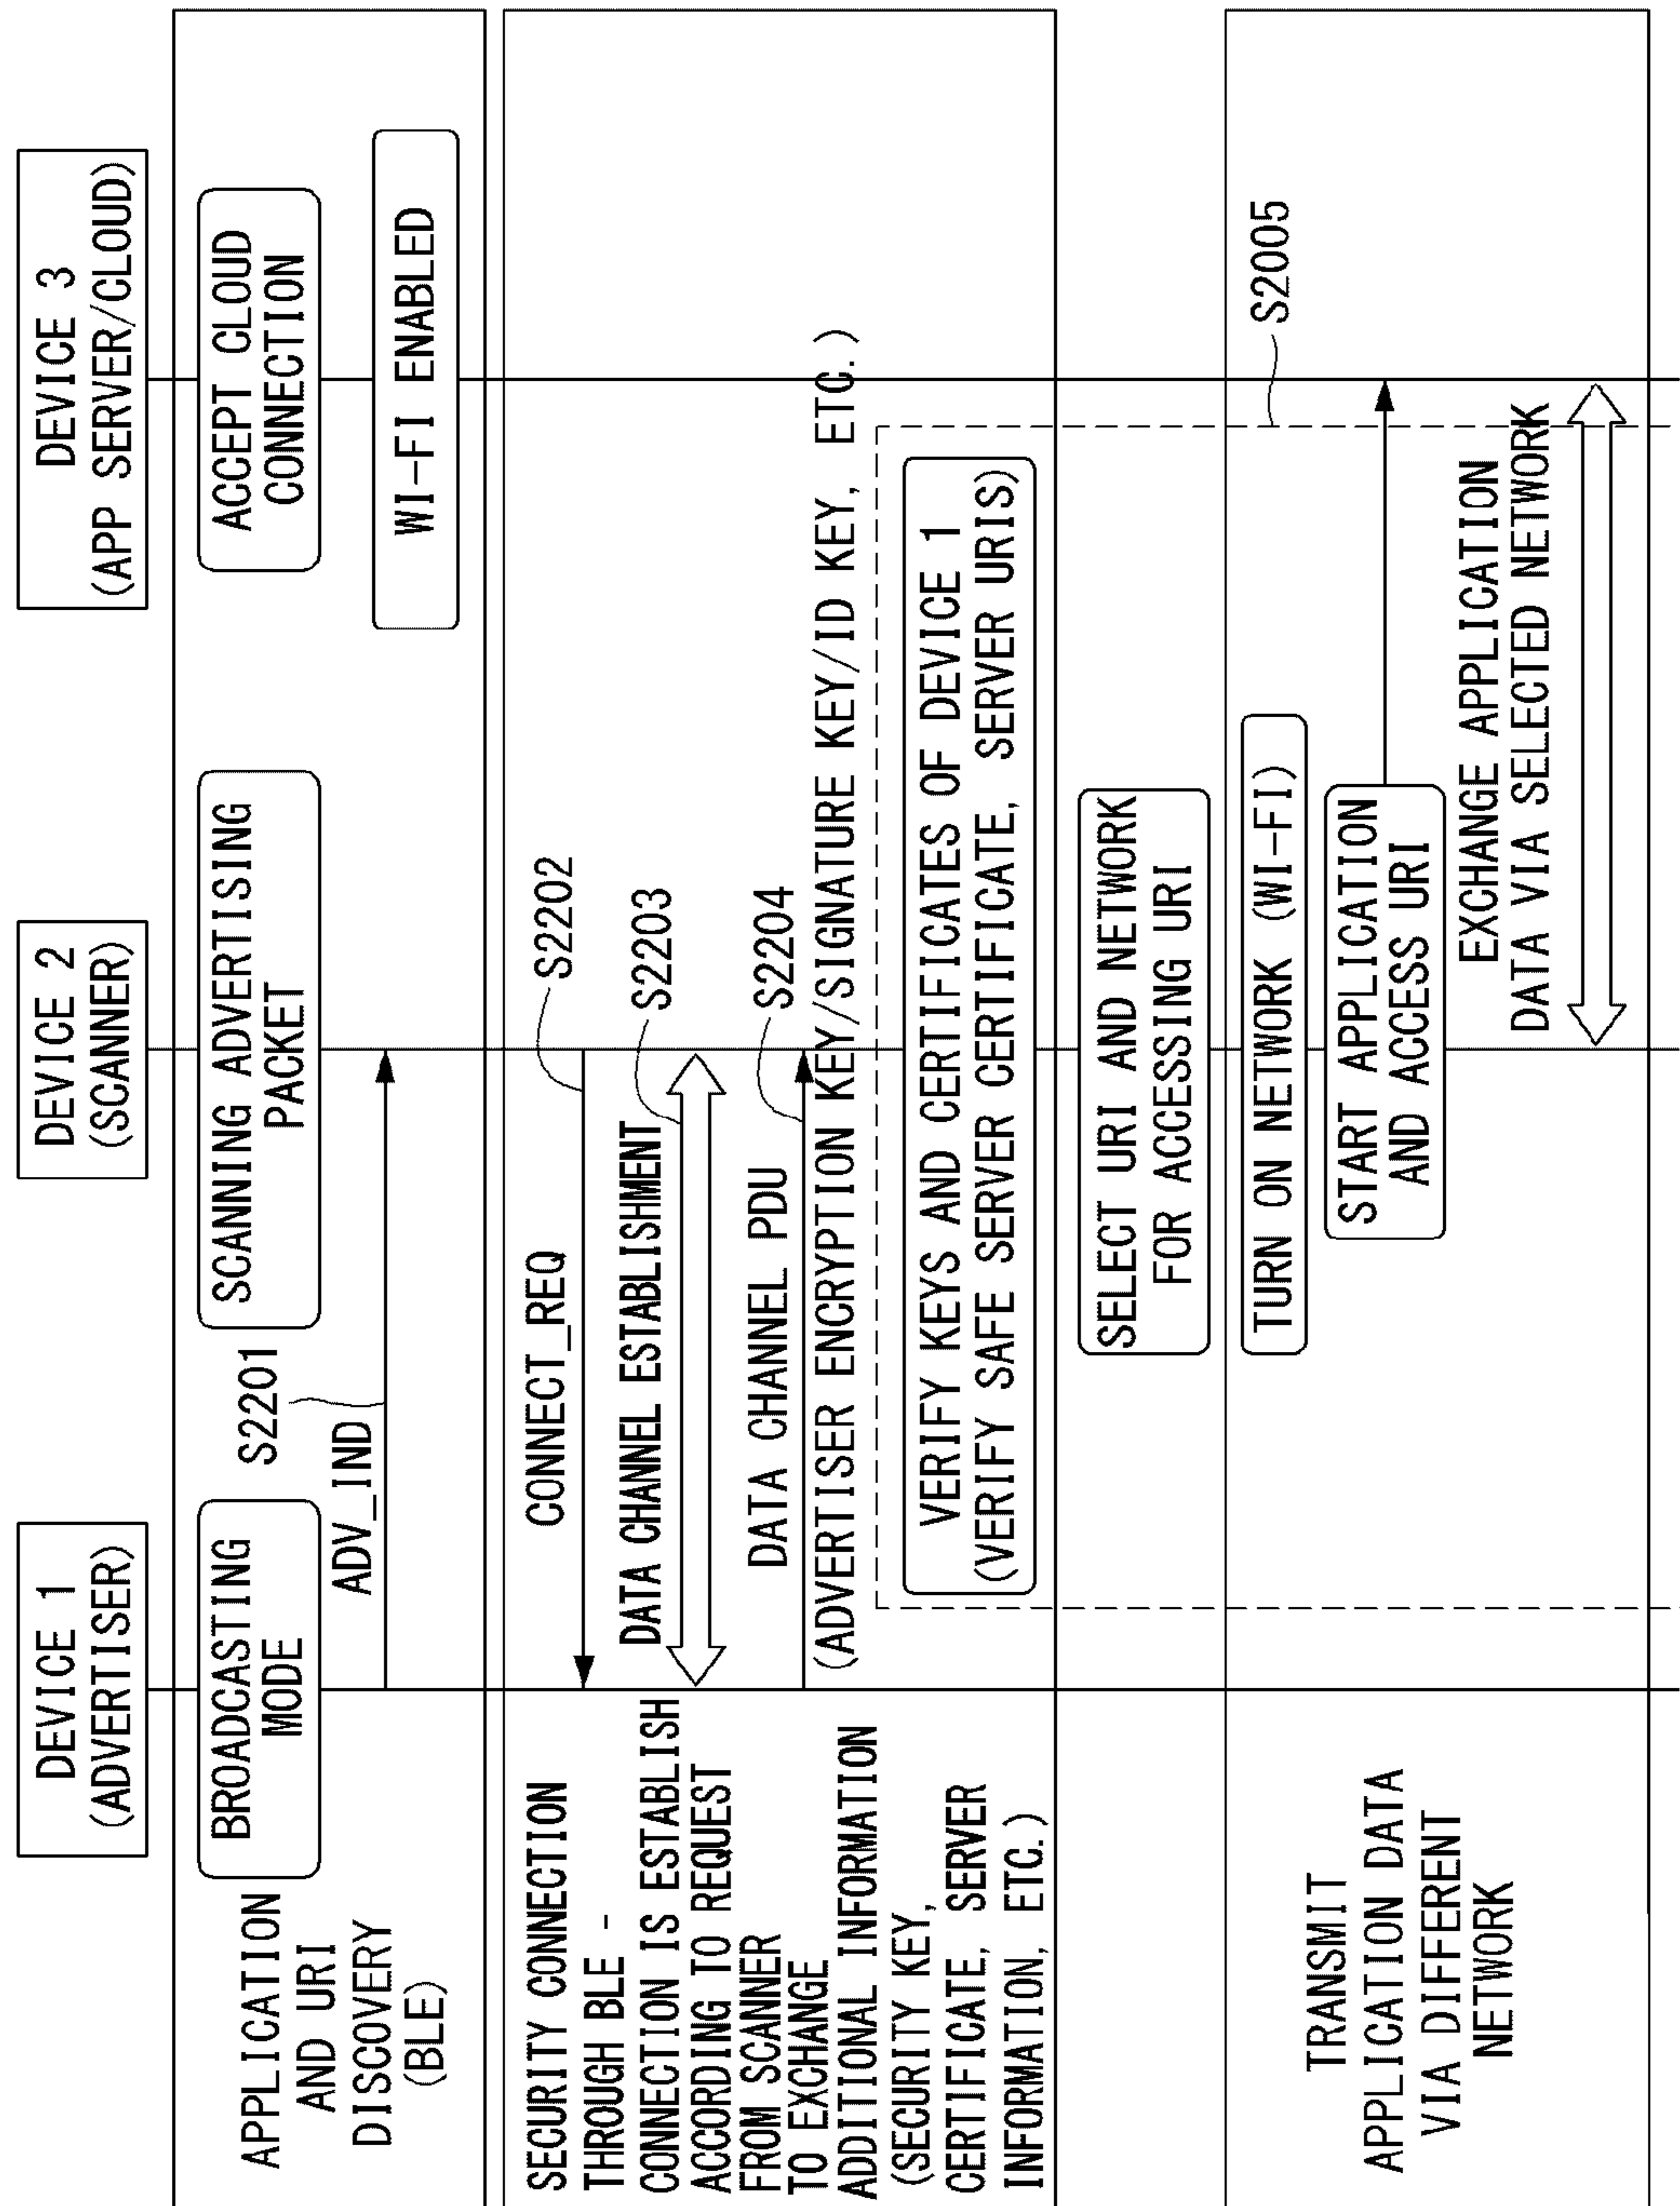 DEVICE 1
(ADVERTISER)
DEVICE 2
(SCANNER)
DEVICE 3
(APP SERVER/CLOUD)
APPLICATION
AND URI
DISCOVERY
(BLE)
BROADCASTING
MODE
SCANNING ADVERTISING
PACKET
ACCEPT CLOUD
CONNECTION
S2201
ADV_IND
WI-FI ENABLED
SECURITY CONNECTION
THROUGH BLE -
CONNECTION IS ESTABLISH
ACCORDING TO REQUEST
FROM SCANNER
TO EXCHANGE
ADDITIONAL INFORMATION
(SECURITY KEY,
CERTIFICATE, SERVER
INFORMATION, ETC.)
CONNECT_REQ
S2202
DATA CHANNEL ESTABLISHMENT
S2203
DATA CHANNEL PDU
S2204
(ADVERTISER ENCRYPTION KEY/SIGNATURE KEY/ID KEY, ETC.)
VERIFY KEYS AND CERTIFICATES OF DEVICE 1
(VERIFY SAFE SERVER CERTIFICATE, SERVER URIS)
SELECT URI AND NETWORK
FOR ACCESSING URI
S2005
TRANSMIT
APPLICATION DATA
VIA DIFFERENT
NETWORK
TURN ON NETWORK (WI-FI)
START APPLICATION
AND ACCESS URI
EXCHANGE APPLICATION
DATA VIA SELECTED NETWORK